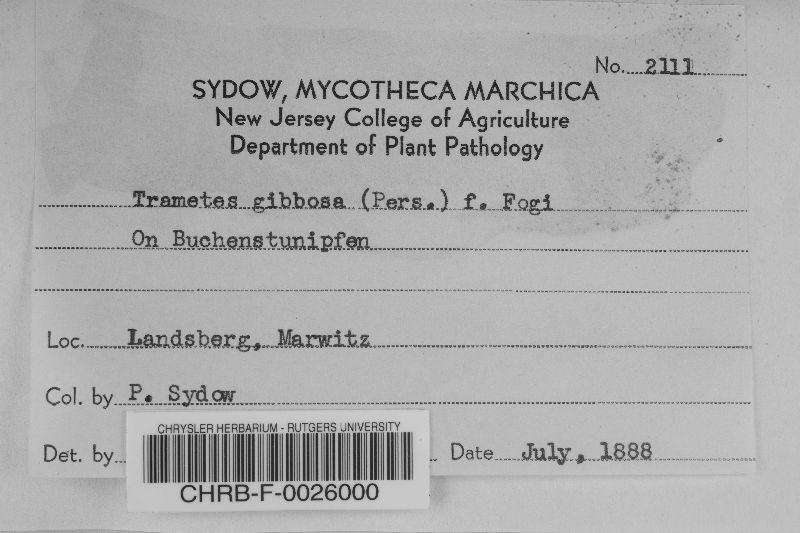 No. 2111
SYDOW, MYCOTHECA MARCHICA
New Jersey College of Agriculture
Department of Plant Pathology
Trametes gibbosa (Pers.) f. Fogi
On Buchenstunipfen
Loc. Landsberg, Marwitz
Col. by P. Sydow
CHRYSLER HERBARIUM - RUTGERS UNIVERSITY
Det. by
Date July, 1888
CHRB-F-0026000